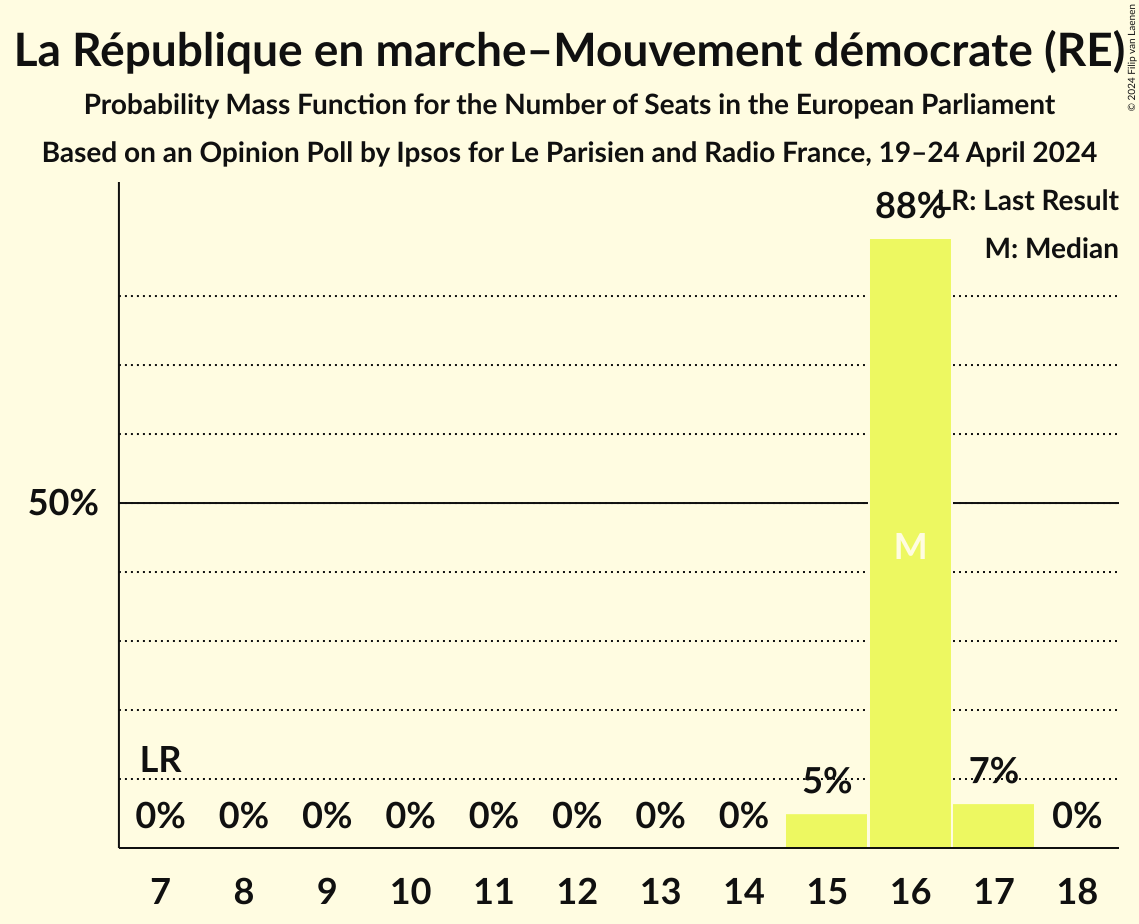 La République en marche–Mouvement démocrate (RE)
© 2024 Filip van Laenen
Probability Mass Function for the Number of Seats in the European Parliament
Based on an Opinion Poll by Ipsos for Le Parisien and Radio France, 19–24 April 2024
88%
LR: Last Result
M: Median
50%
M
LR
5%
7%
0% 0% 0% 0% 0% 0% 0% 0% 0%
7 8 9 10 11 12 13 14 15 16 17 18